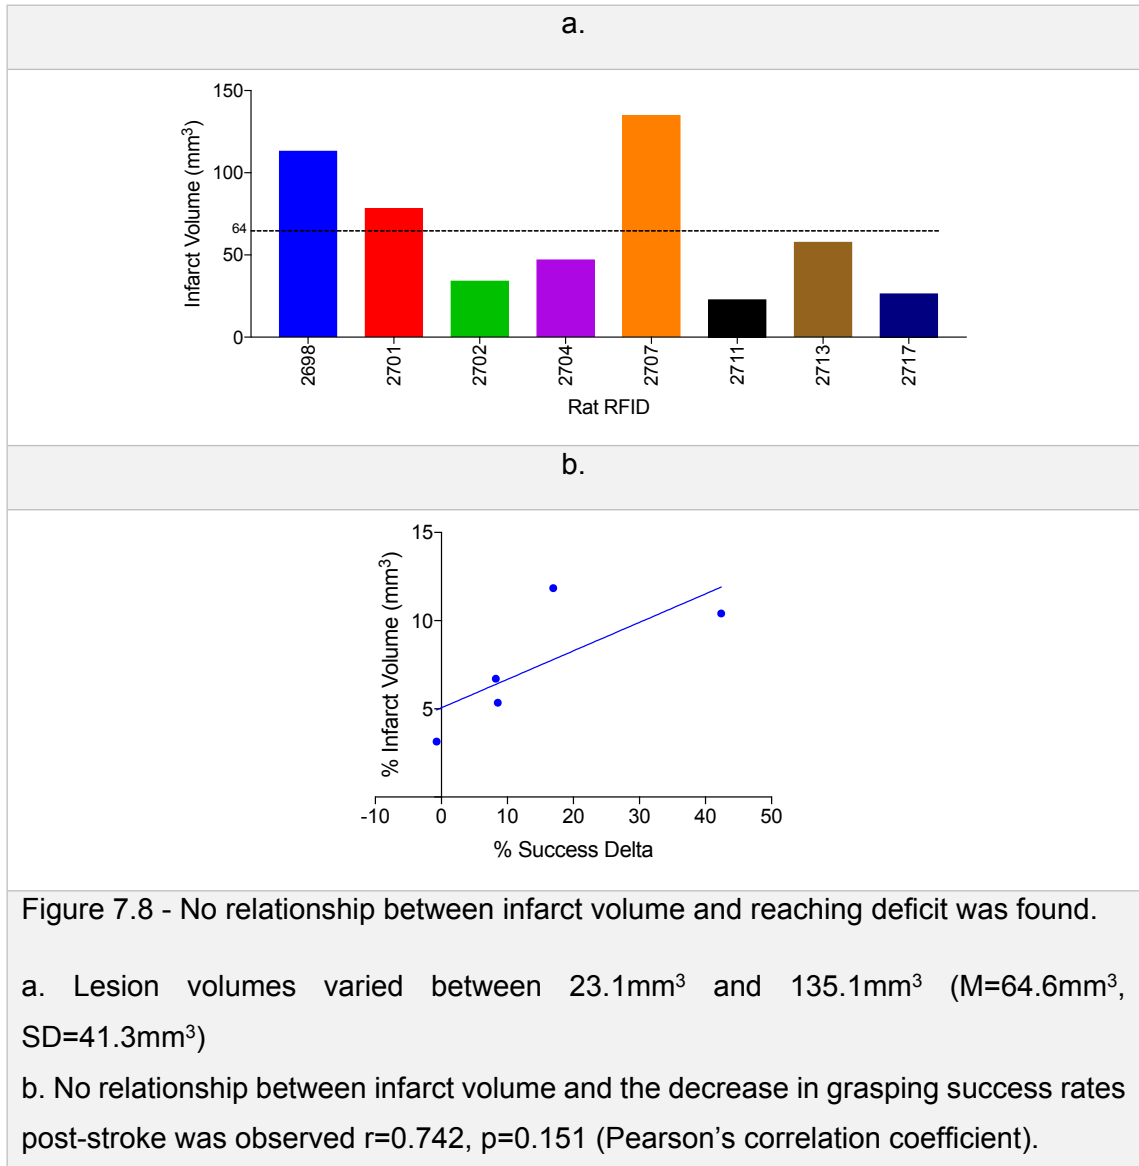 a.
150
100
64
50
0
Infarct Volume (mm³)
2698
2701
2702
2704
2707
2711
2713
2717
Rat RFID
b.
15
10
5
% Infarct Volume (mm³)
-10 0 10 20 30 40 50
% Success Delta
Figure 7.8 - No relationship between infarct volume and reaching deficit was found.
a. Lesion volumes varied between 23.1mm³ and 135.1mm³ (M=64.6mm³,
SD=41.3mm³)
b. No relationship between infarct volume and the decrease in grasping success rates
post-stroke was observed r=0.742, p=0.151 (Pearson’s correlation coefficient).